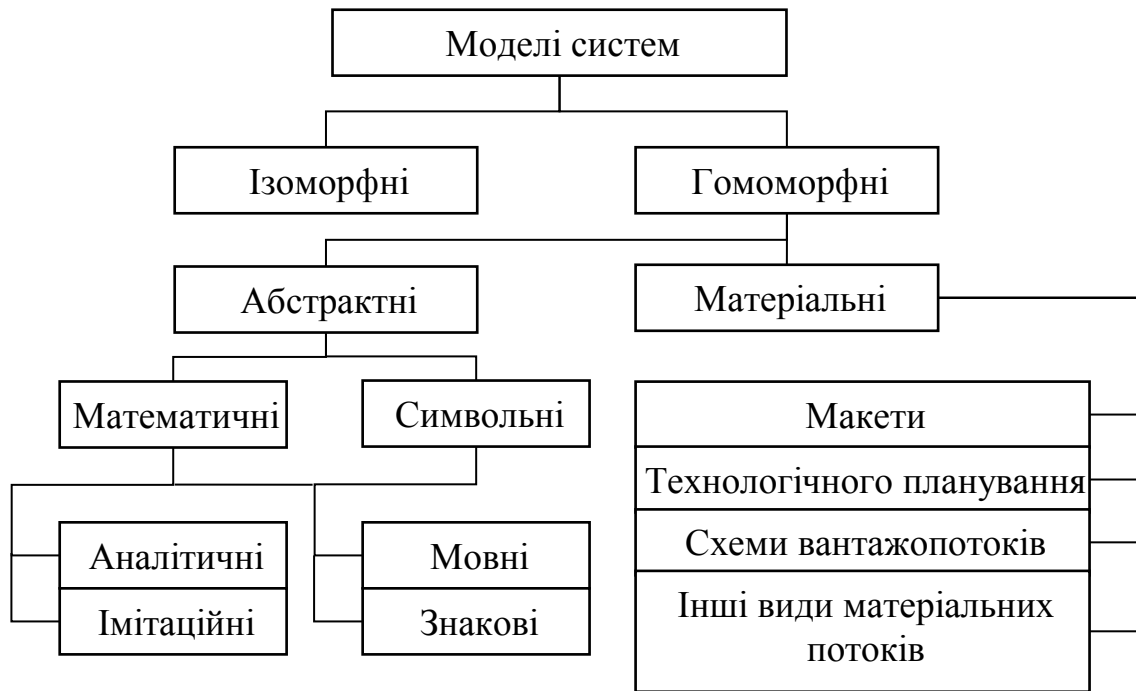 Моделі систем
Ізоморфні
Гомоморфні
Абстрактні
Матеріальні
Математичні
Символьні
Макети
Технологічного планування
Схеми вантажопотоків
Інші види матеріальних
потоків
Аналітичні
Імітаційні
Мовні
Знакові